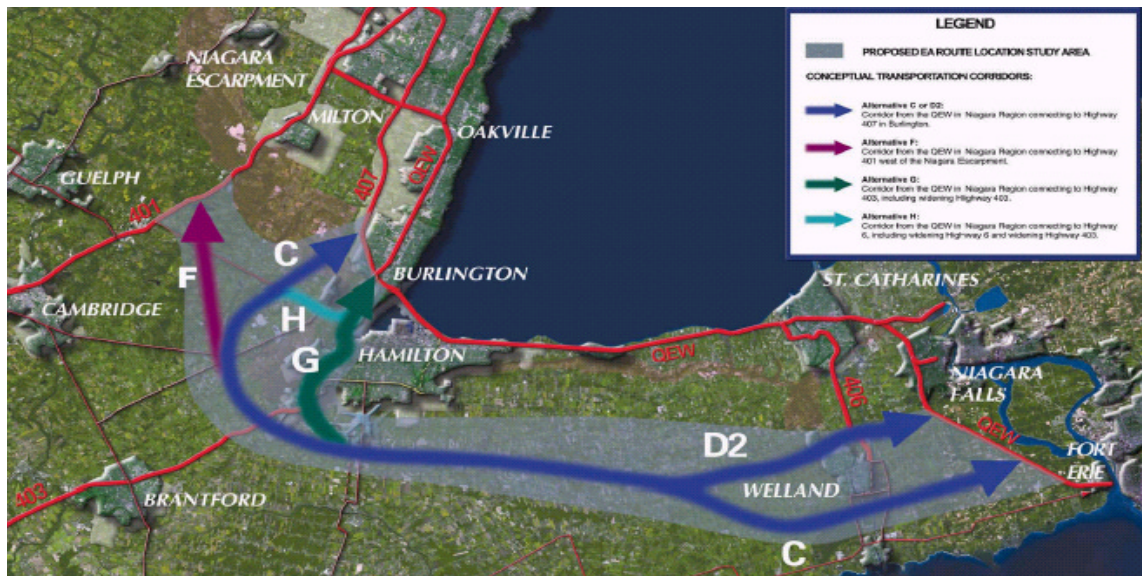 LEGEND
PROPOSED EA ROUTE LOCATION STUDY AREA
CONCEPTUAL TRANSPORTATION CORRIDORS:
Alternative C or D2:
Corridor from the QEW in Niagara Region connecting to Highway
407 in Burlington.
Alternative F:
Corridor from the QEW in Niagara Region connecting to Highway
401 west of the Niagara Escarpment.
Alternative G:
Corridor from the QEW in Niagara Region connecting to Highway
403, including widening Highway 403.
Alternative H:
Corridor from the QEW in Niagara Region connecting to Highway
6, including widening Highway 6 and widening Highway 403.
NIAGARA
ESCARPMENT
MILTON
OAKVILLE
GUELPH
407
QEW
401
C
F
BURLINGTON
ST. CATHARINES
CAMBRIDGE
H
HAMILTON
G
QEW
406
NIAGARA
FALLS
QEW
D2
FORT
ERIE
WELLAND
403
BRANTFORD
C